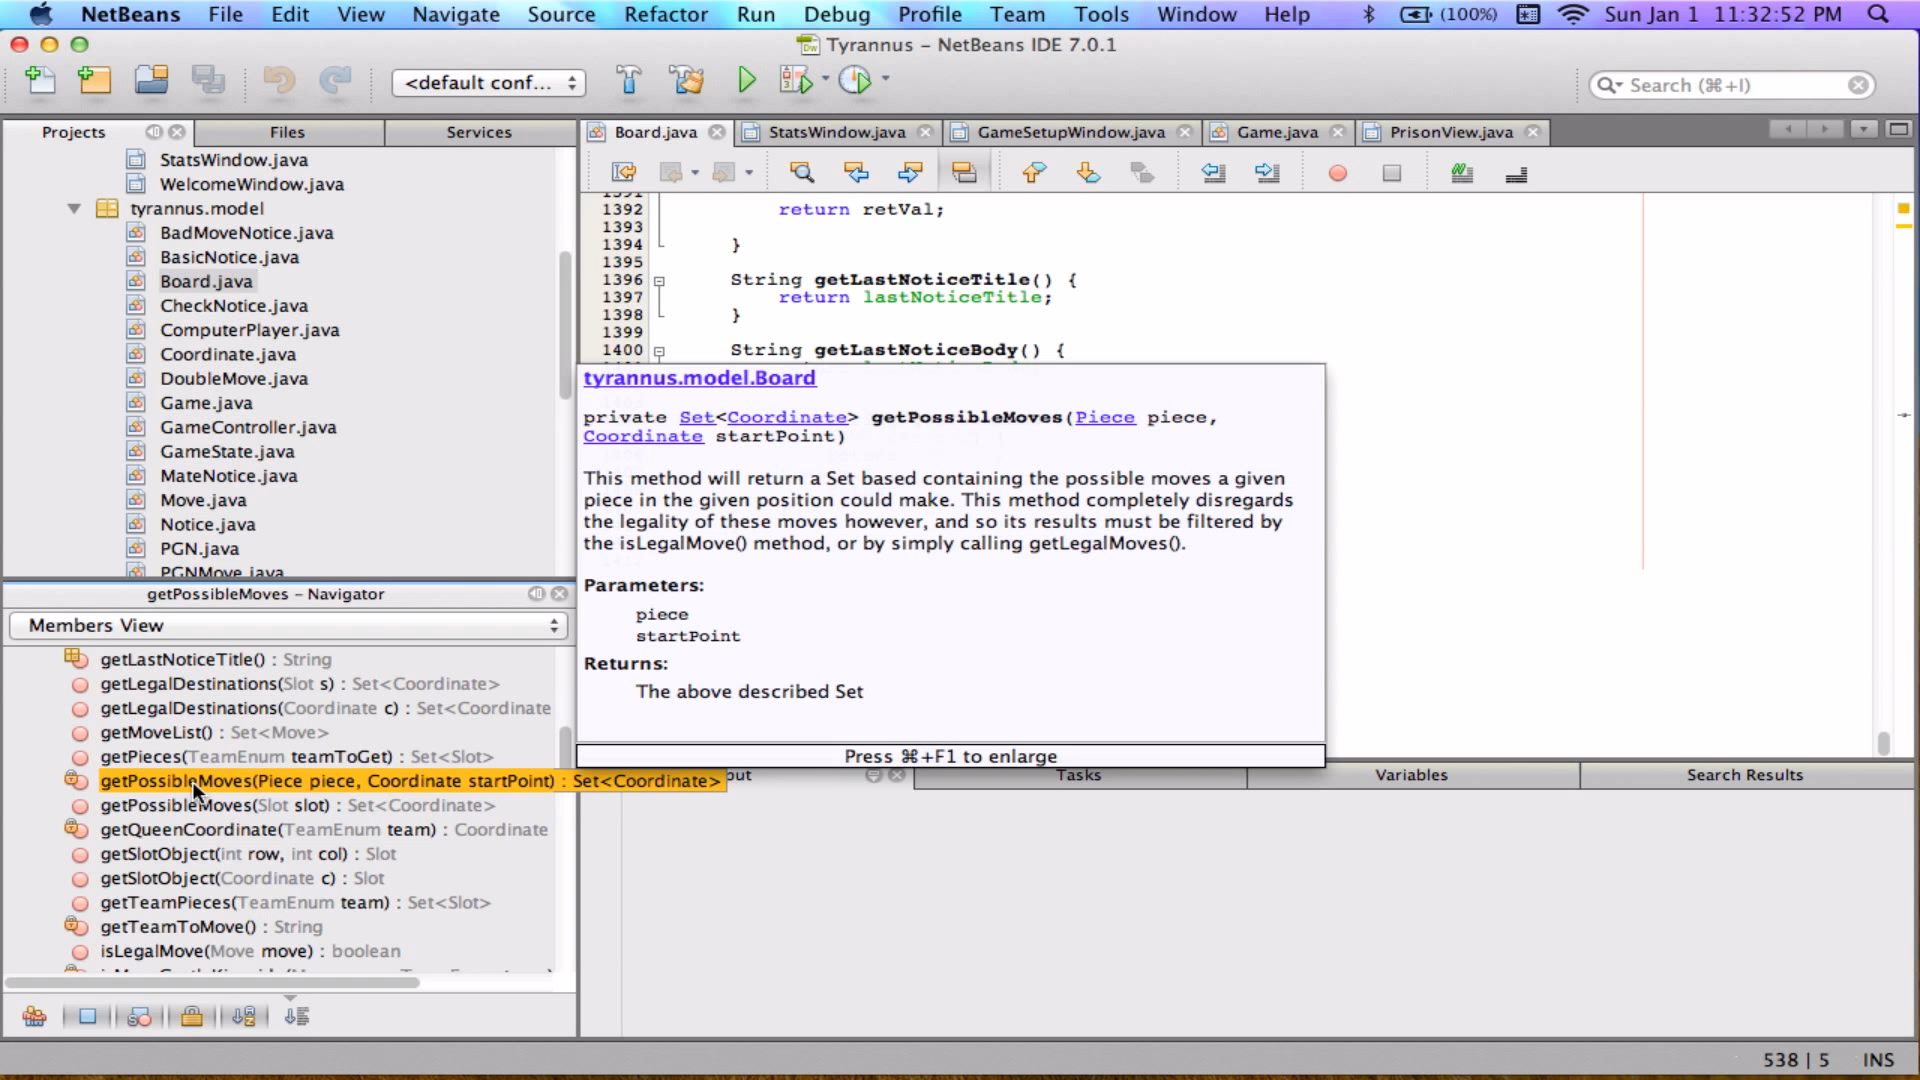 NetBeans File Edit View Navigate Source Refactor Run Debug Profile Team Tools Window Help (100%) Sun Jan 1 11:32:52 PM
Tyrannus – NetBeans IDE 7.0.1
<default conf...
Search (⌘+I)
Projects Files Services
StatsWindow.java
WelcomeWindow.java
tyrannus.model
BadMoveNotice.java
BasicNotice.java
Board.java
CheckNotice.java
ComputerPlayer.java
Coordinate.java
DoubleMove.java
Game.java
GameController.java
GameState.java
MateNotice.java
Move.java
Notice.java
PGN.java
PGNMove.java
Board.java StatsWindow.java GameSetupWindow.java Game.java PrisonView.java
1391
1392 return retVal;
1393
1394 }
1395
1396 String getLastNoticeTitle() {
1397 return lastNoticeTitle;
1398 }
1399
1400 String getLastNoticeBody() {
tyrannus.model.Board
private Set<Coordinate> getPossibleMoves(Piece piece,
Coordinate startPoint)
This method will return a Set based containing the possible moves a given
piece in the given position could make. This method completely disregards
the legality of these moves however, and so its results must be filtered by
the isLegalMove() method, or by simply calling getLegalMoves().
Parameters:
piece
startPoint
Returns:
The above described Set
Press ⌘+F1 to enlarge
getPossibleMoves – Navigator
Members View
getLastNoticeTitle() : String
getLegalDestinations(Slot s) : Set<Coordinate>
getLegalDestinations(Coordinate c) : Set<Coordinate
getMoveList() : Set<Move>
getPieces(TeamEnum teamToGet) : Set<Slot>
getPossibleMoves(Piece piece, Coordinate startPoint) : Set<Coordinate>
getPossibleMoves(Slot slot) : Set<Coordinate>
getQueenCoordinate(TeamEnum team) : Coordinate
getSlotObject(int row, int col) : Slot
getSlotObject(Coordinate c) : Slot
getTeamPieces(TeamEnum team) : Set<Slot>
getTeamToMove() : String
isLegalMove(Move move) : boolean
put Tasks Variables Search Results
538 | 5 INS